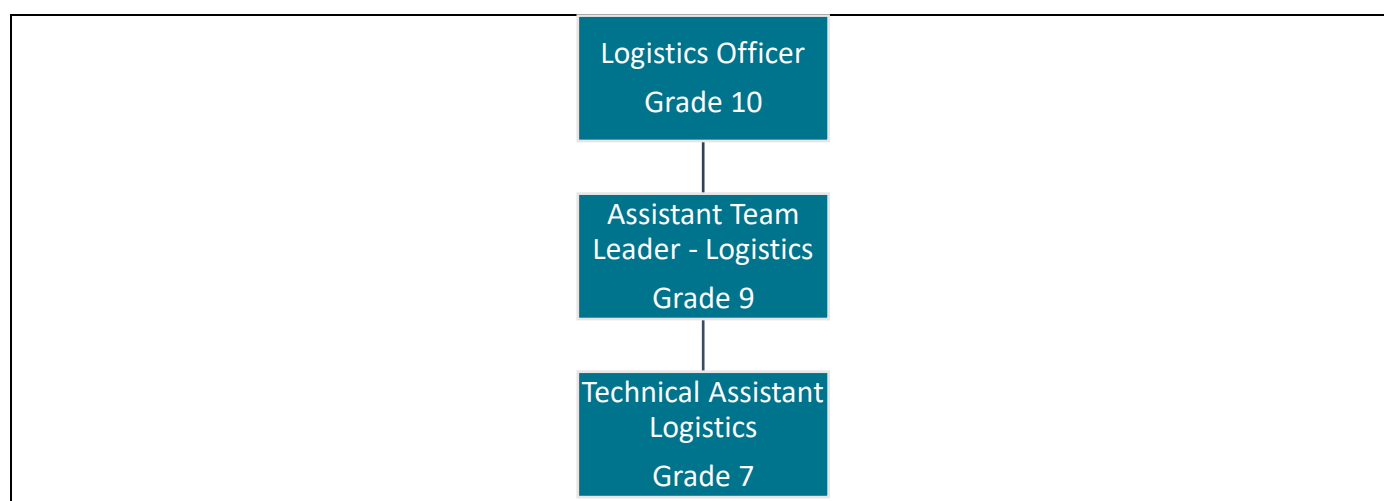 Logistics Officer
Grade 10
Assistant Team
Leader - Logistics
Grade 9
Technical Assistant
Logistics
Grade 7